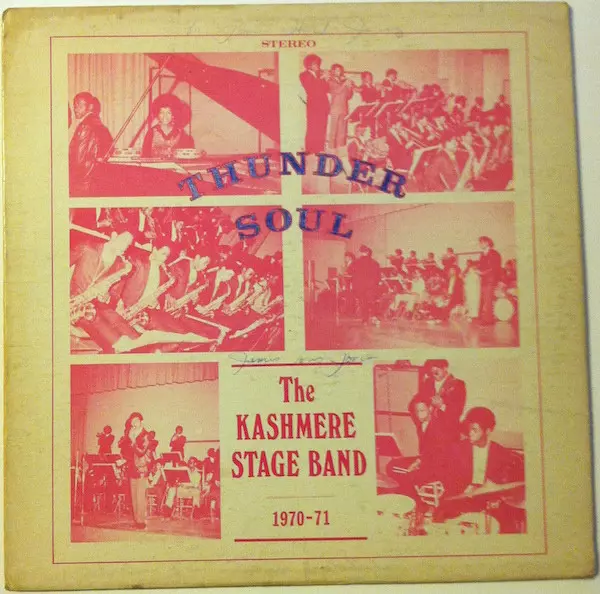 STEREO
THUNDER
SOUL
The
KASHMERE
STAGE BAND
1970-71